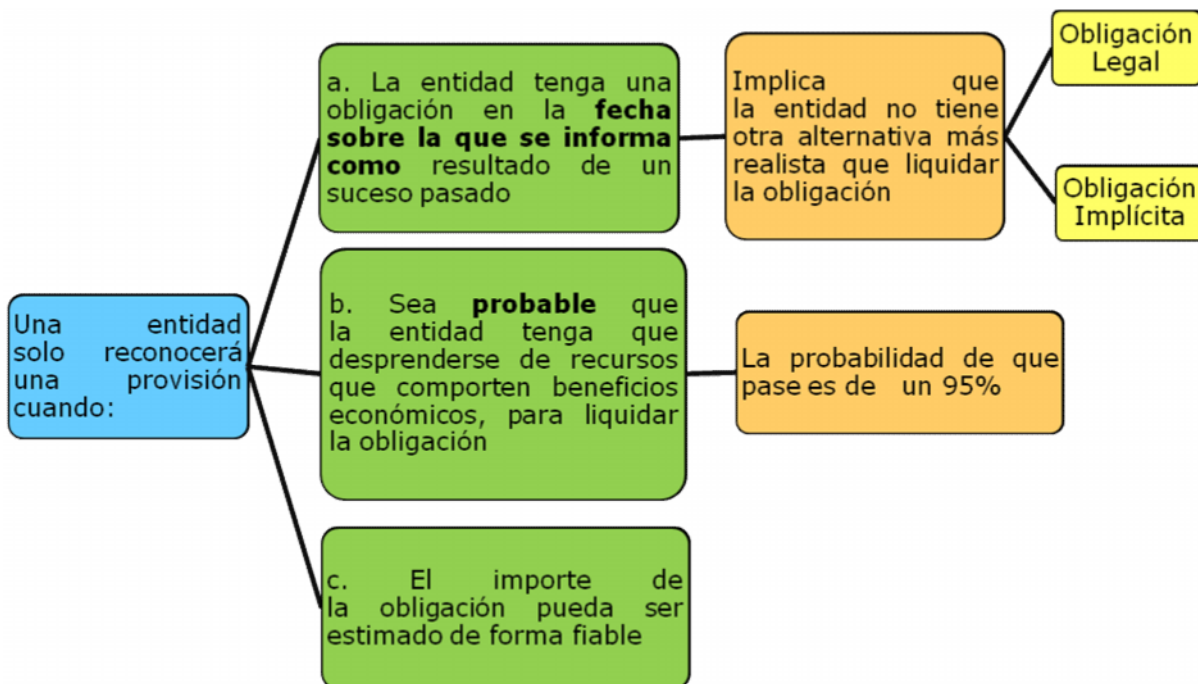 Una entidad
solo reconocerá
una provisión
cuando:
a. La entidad tenga una
obligación en la fecha
sobre la que se informa
como resultado de un
suceso pasado
Implica que
la entidad no tiene
otra alternativa más
realista que liquidar
la obligación
Obligación
Legal
Obligación
Implícita
b. Sea probable que
la entidad tenga que
desprenderse de recursos
que comporten beneficios
económicos, para liquidar
la obligación
La probabilidad de que
pase es de un 95%
c. El importe de
la obligación pueda ser
estimado de forma fiable